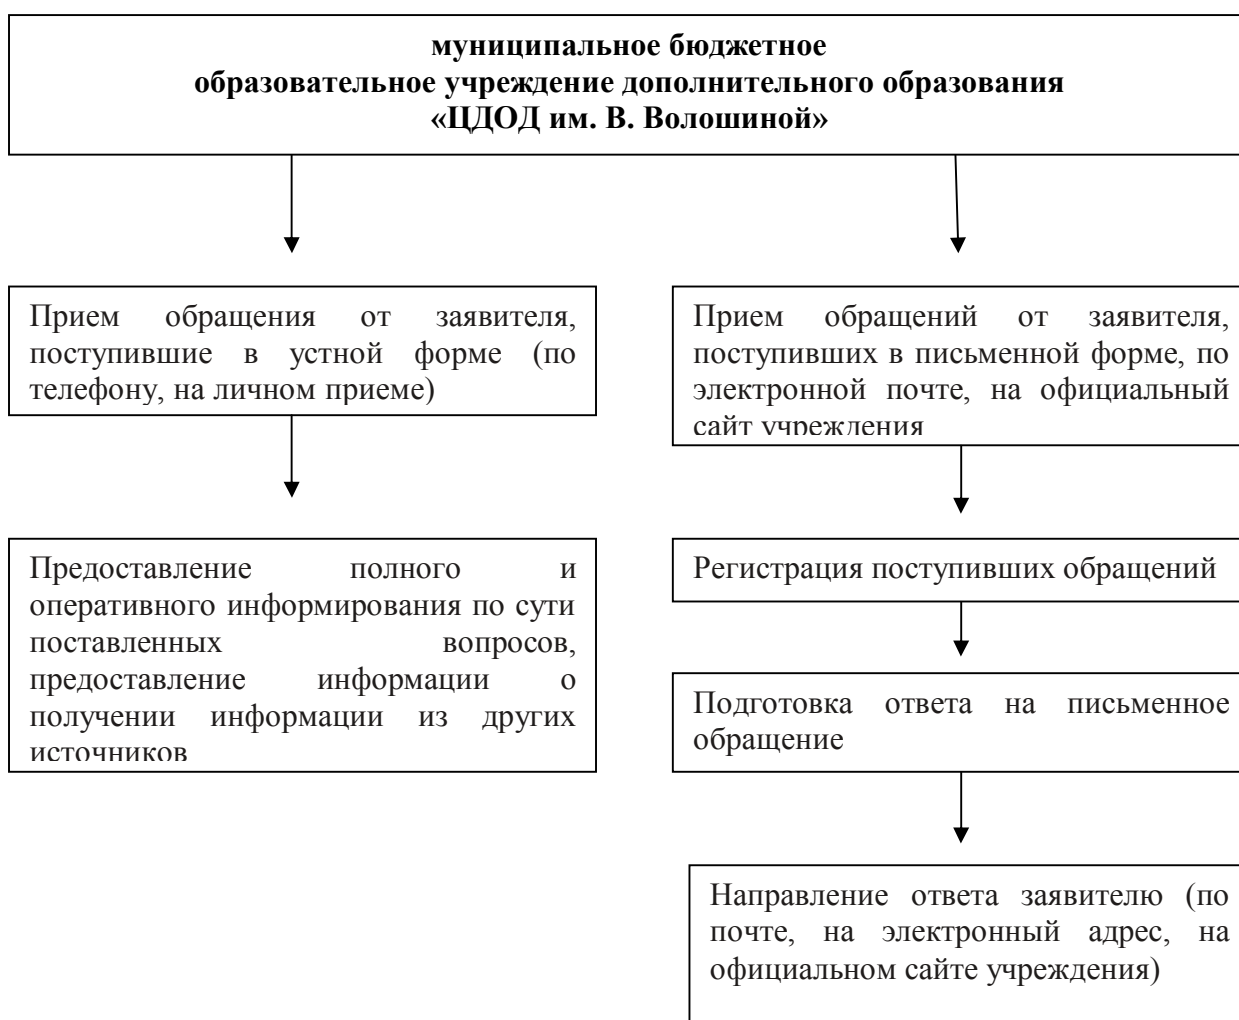 муниципальное бюджетное
образовательное учреждение дополнительного образования
«ЦДОД им. В. Волошиной»
Прием обращения от заявителя,
поступившие в устной форме (по
телефону, на личном приеме)
Прием обращений от заявителя,
поступивших в письменной форме, по
электронной почте, на официальный
сайт учреждения
Предоставление полного и
оперативного информирования по сути
поставленных вопросов,
предоставление информации о
получении информации из других
источников
Регистрация поступивших обращений
Подготовка ответа на письменное
обращение
Направление ответа заявителю (по
почте, на электронный адрес, на
официальном сайте учреждения)